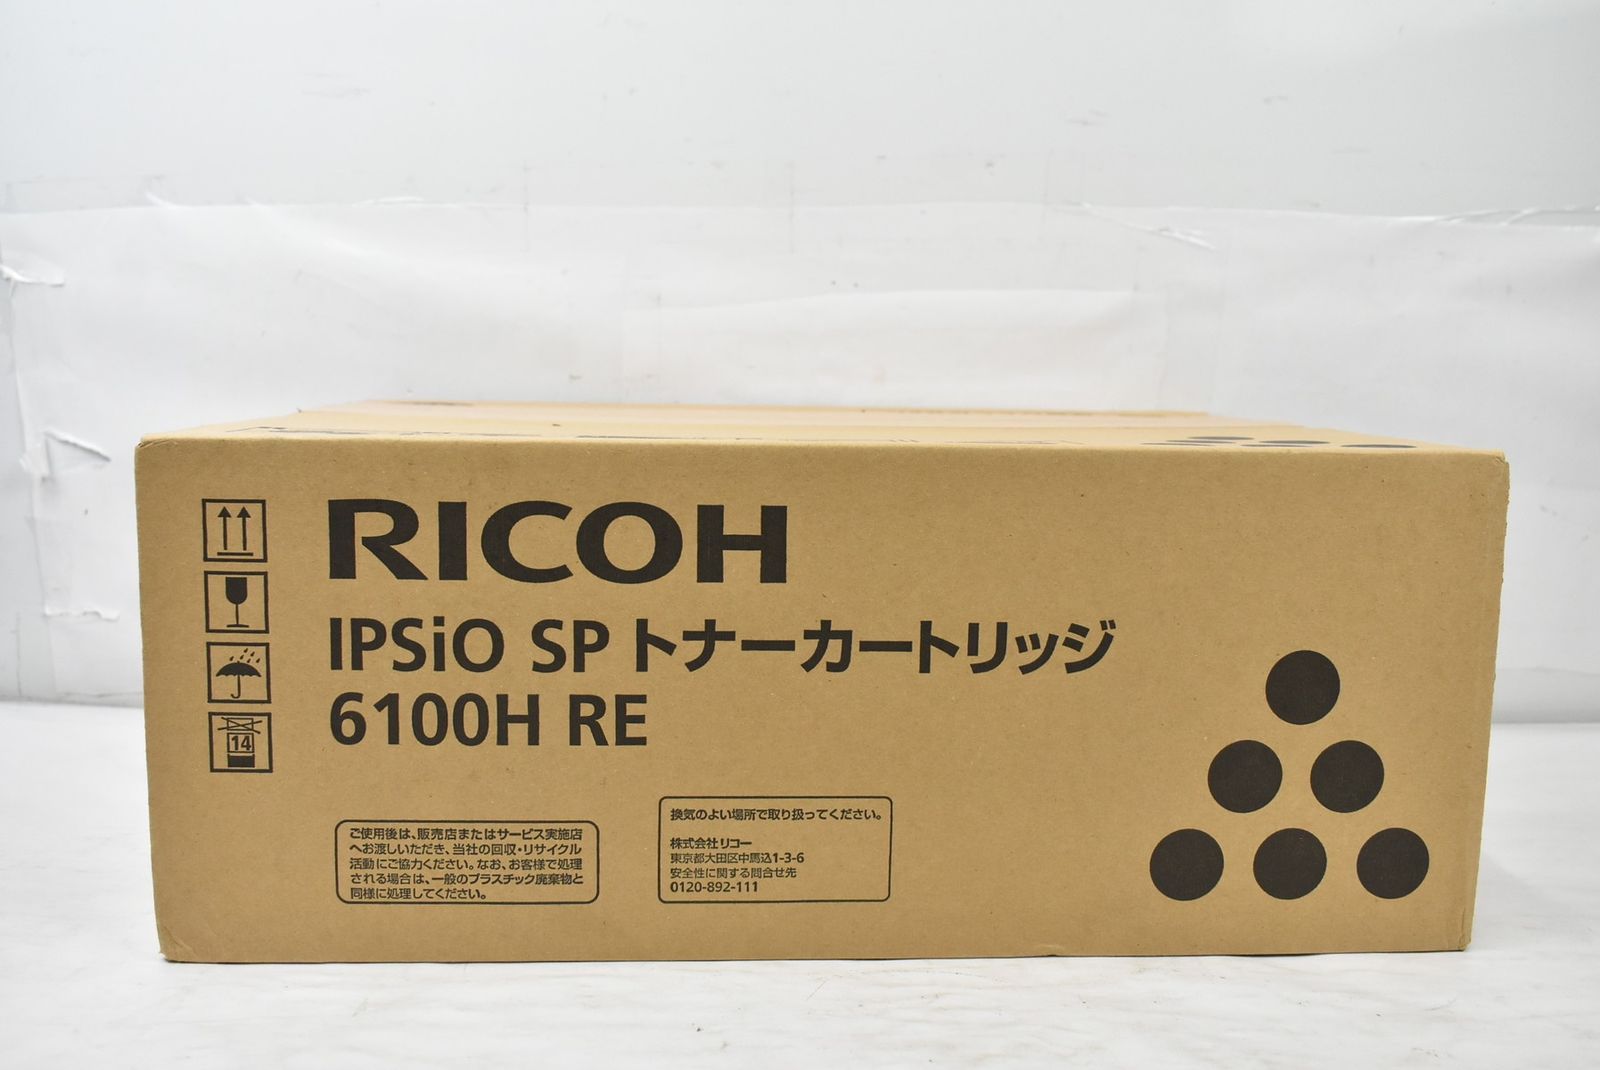 RICOH
IPSiO SP トナーカートリッジ
6100H RE
14
ご使用後は、販売店またはサービス実施店
へお渡しいただき、当社の回収・リサイクル
活動にご協力ください。なお、お客様で処理
される場合は、一般のプラスチック廃棄物と
同様に処理してください。
換気のよい場所で取り扱ってください。
株式会社リコー
東京都大田区中馬込1-3-6
安全性に関する問合せ先
0120-892-111